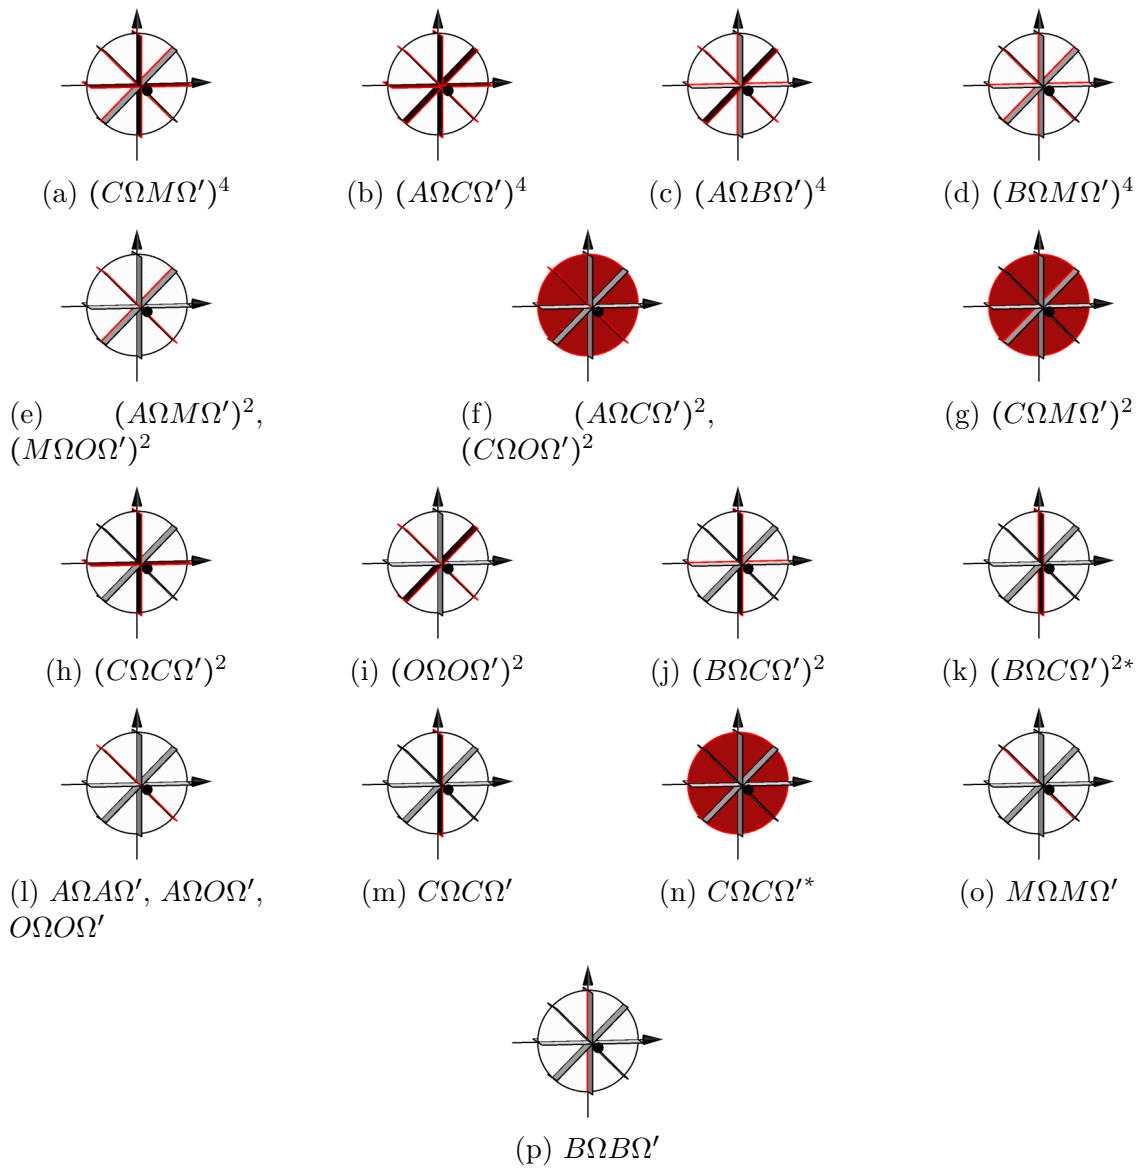 (a) (CΩMΩ′)⁴ (b) (AΩCΩ′)⁴ (c) (AΩBΩ′)⁴ (d) (BΩMΩ′)⁴
(e) (AΩMΩ′)², (f) (AΩCΩ′)², (g) (CΩMΩ′)²
(MΩOΩ′)² (CΩOΩ′)²
(h) (CΩCΩ′)² (i) (OΩOΩ′)² (j) (BΩCΩ′)² (k) (BΩCΩ′)²*
(l) AΩAΩ′, AΩOΩ′, (m) CΩCΩ′ (n) CΩCΩ′* (o) MΩMΩ′
OΩOΩ′
(p) BΩBΩ′